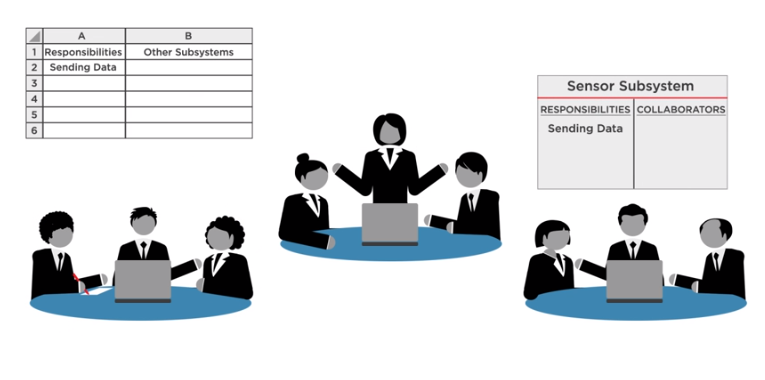 A B
1 Responsibilities Other Subsystems
2 Sending Data
3
4
5
6
Sensor Subsystem
RESPONSIBILITIES COLLABORATORS
Sending Data